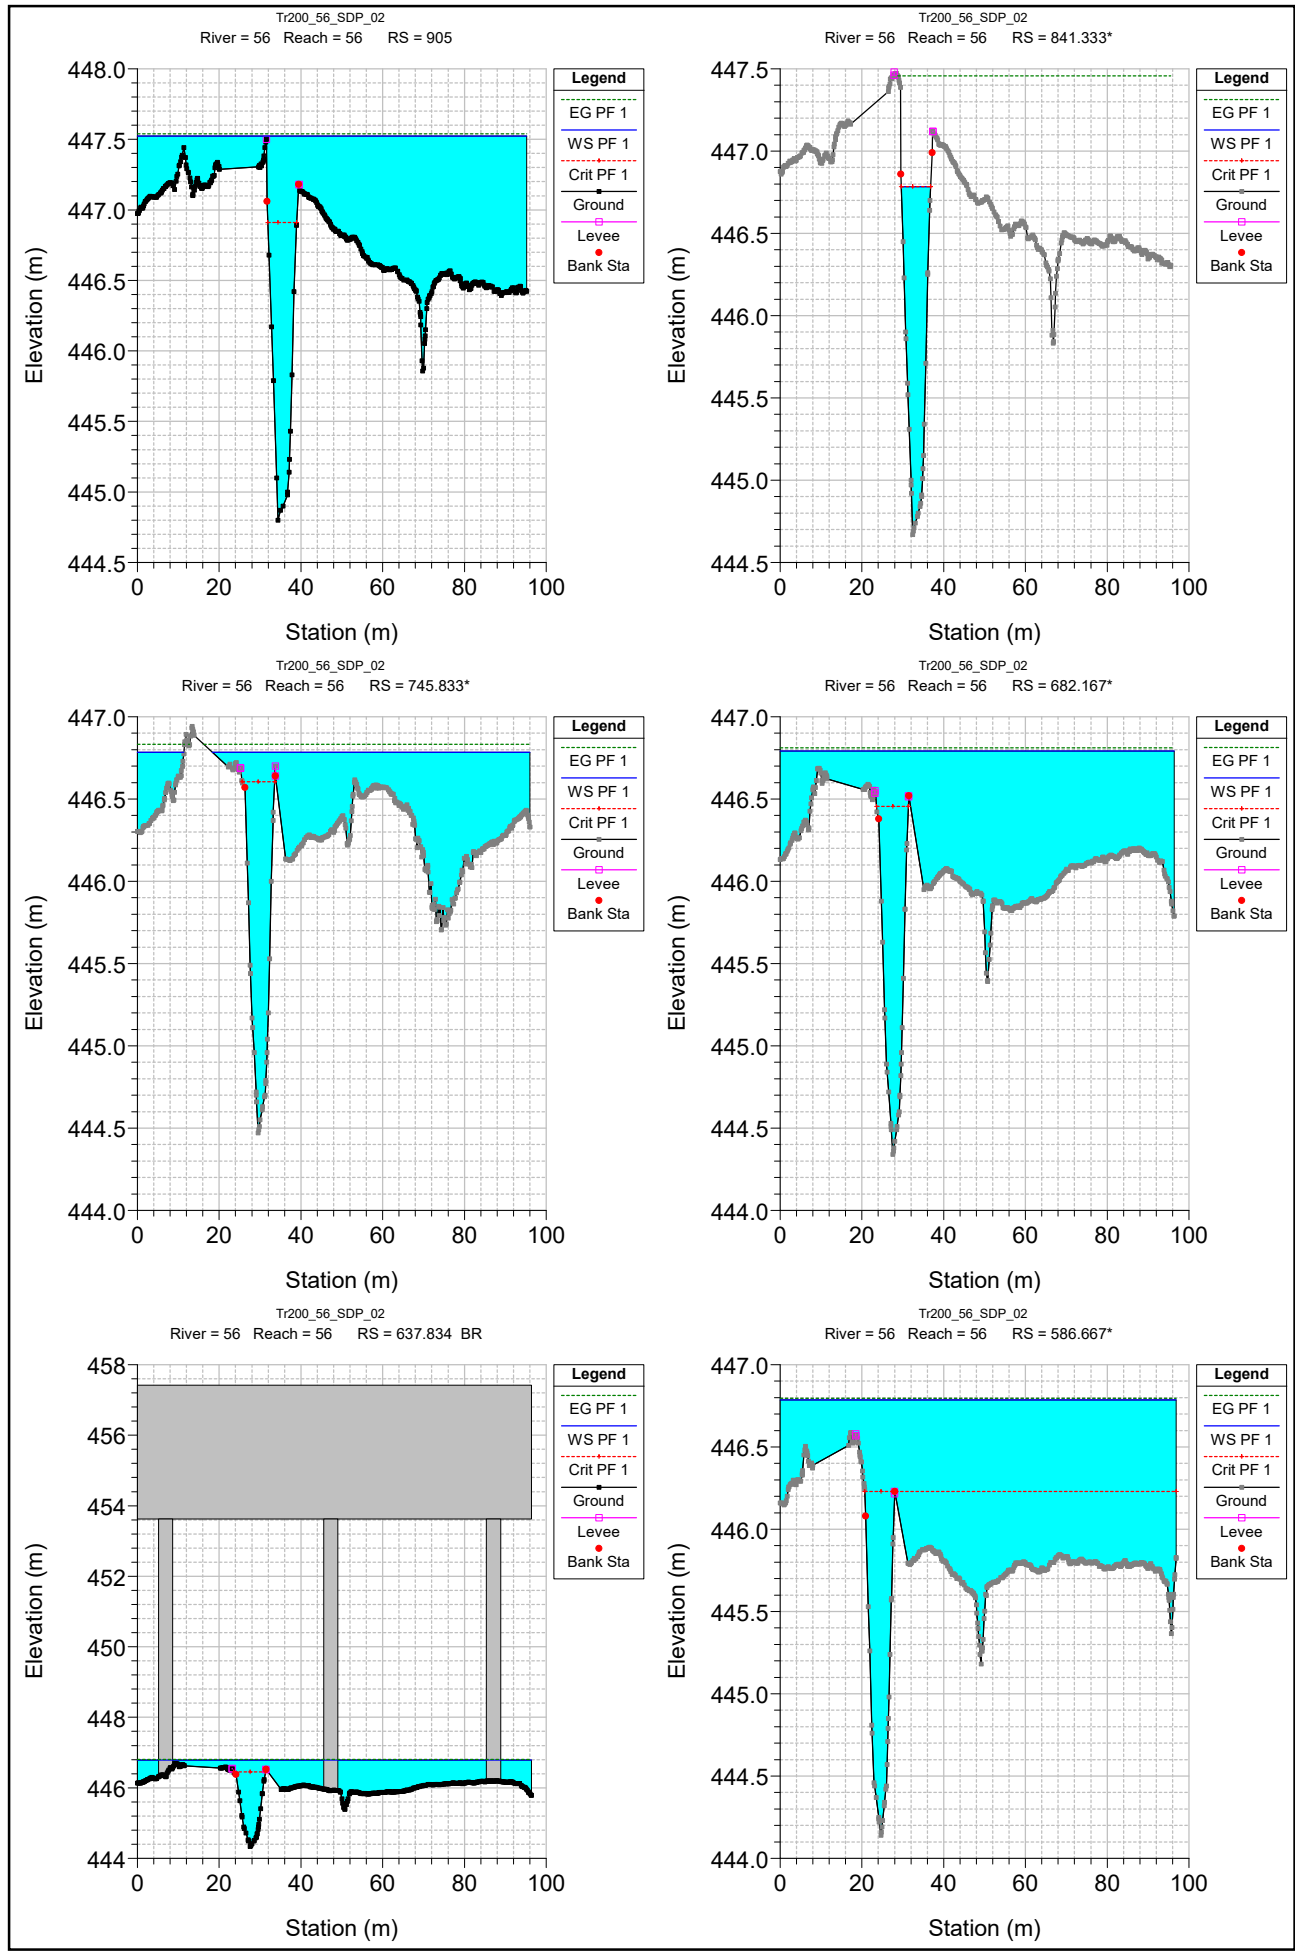 Tr200_56_SDP_02
River = 56 Reach = 56 RS = 905
448.0
447.5
447.0
446.5
446.0
445.5
445.0
444.5
0 20 40 60 80 100
Station (m)
Elevation (m)
Legend
EG PF 1
WS PF 1
Crit PF 1
Ground
Levee
Bank Sta
Tr200_56_SDP_02
River = 56 Reach = 56 RS = 841.333*
447.5
447.0
446.5
446.0
445.5
445.0
444.5
0 20 40 60 80 100
Station (m)
Elevation (m)
Legend
EG PF 1
WS PF 1
Crit PF 1
Ground
Levee
Bank Sta
Tr200_56_SDP_02
River = 56 Reach = 56 RS = 745.833*
447.0
446.5
446.0
445.5
445.0
444.5
444.0
0 20 40 60 80 100
Station (m)
Elevation (m)
Legend
EG PF 1
WS PF 1
Crit PF 1
Ground
Levee
Bank Sta
Tr200_56_SDP_02
River = 56 Reach = 56 RS = 682.167*
447.0
446.5
446.0
445.5
445.0
444.5
444.0
0 20 40 60 80 100
Station (m)
Elevation (m)
Legend
EG PF 1
WS PF 1
Crit PF 1
Ground
Levee
Bank Sta
Tr200_56_SDP_02
River = 56 Reach = 56 RS = 637.834 BR
458
456
454
452
450
448
446
444
0 20 40 60 80 100
Station (m)
Elevation (m)
Legend
EG PF 1
WS PF 1
Crit PF 1
Ground
Levee
Bank Sta
Tr200_56_SDP_02
River = 56 Reach = 56 RS = 586.667*
447.0
446.5
446.0
445.5
445.0
444.5
444.0
0 20 40 60 80 100
Station (m)
Elevation (m)
Legend
EG PF 1
WS PF 1
Crit PF 1
Ground
Levee
Bank Sta